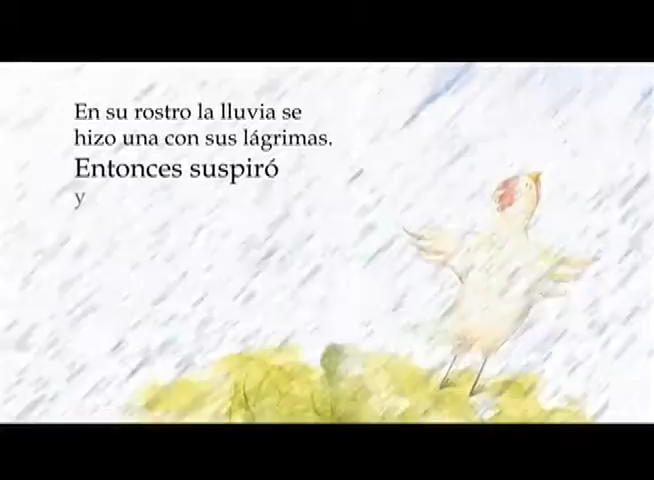 En su rostro la lluvia se
hizo una con sus lágrimas.
Entonces suspiró
y